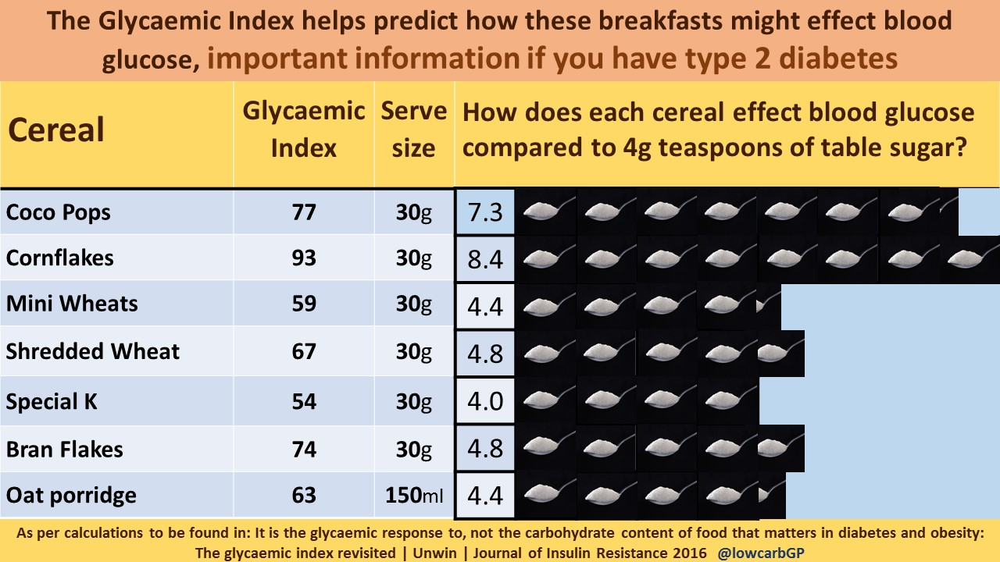 The Glycaemic Index helps predict how these breakfasts might effect blood
glucose, important information if you have type 2 diabetes
Cereal
Glycaemic
Index
Serve
size
How does each cereal effect blood glucose
compared to 4g teaspoons of table sugar?
Coco Pops 77 30g 7.3
Cornflakes 93 30g 8.4
Mini Wheats 59 30g 4.4
Shredded Wheat 67 30g 4.8
Special K 54 30g 4.0
Bran Flakes 74 30g 4.8
Oat porridge 63 150ml 4.4
As per calculations to be found in: It is the glycaemic response to, not the carbohydrate content of food that matters in diabetes and obesity:
The glycaemic index revisited | Unwin | Journal of Insulin Resistance 2016 @lowcarbGP